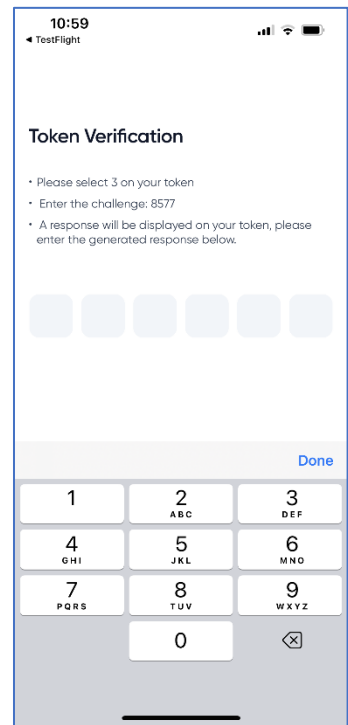 10:59
◀ TestFlight
Token Verification
• Please select 3 on your token
• Enter the challenge: 8577
• A response will be displayed on your token, please
enter the generated response below.
Done
1 2 3
ABC DEF
4 5 6
GHI JKL MNO
7 8 9
PQRS TUV WXYZ
0